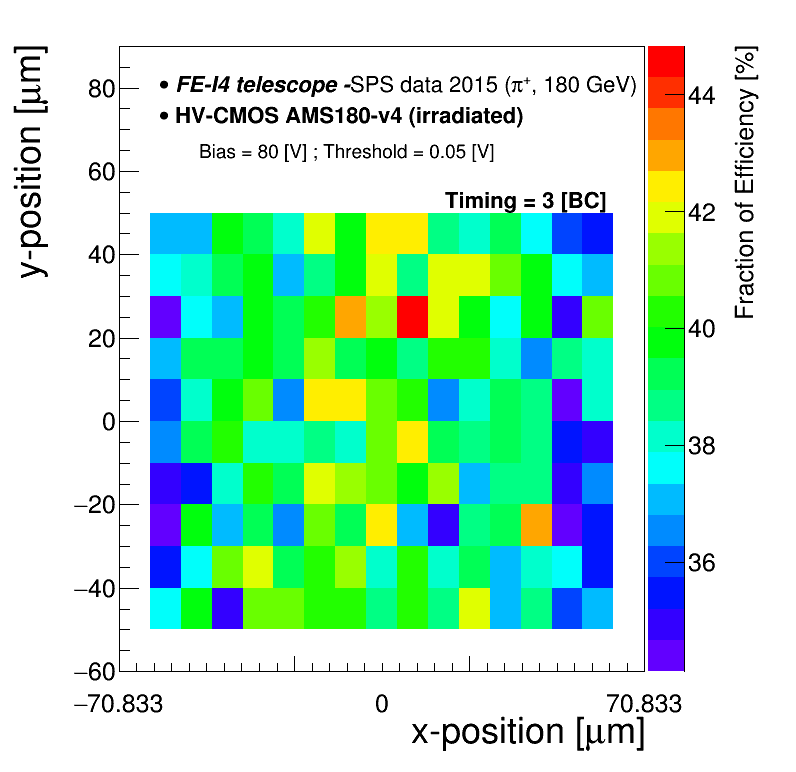 • FE-I4 telescope -SPS data 2015 (π⁺, 180 GeV)
• HV-CMOS AMS180-v4 (irradiated)
Bias = 80 [V] ; Threshold = 0.05 [V]
Timing = 3 [BC]
y-position [μm]
80
60
40
20
0
−20
−40
−60
−70.833 0 70.833
x-position [μm]
44
42
40
38
36
Fraction of Efficiency [%]